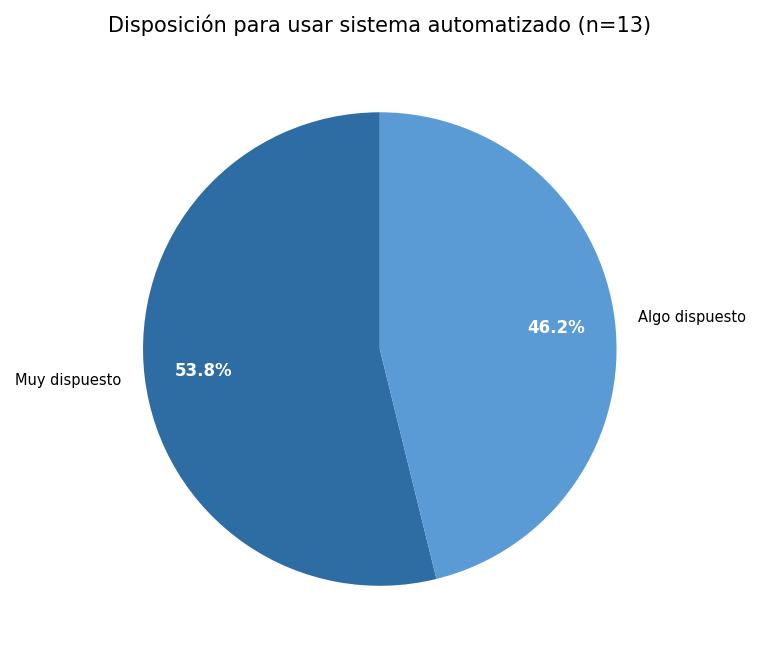 Disposición para usar sistema automatizado (n=13)
46.2%
Algo dispuesto
53.8%
Muy dispuesto